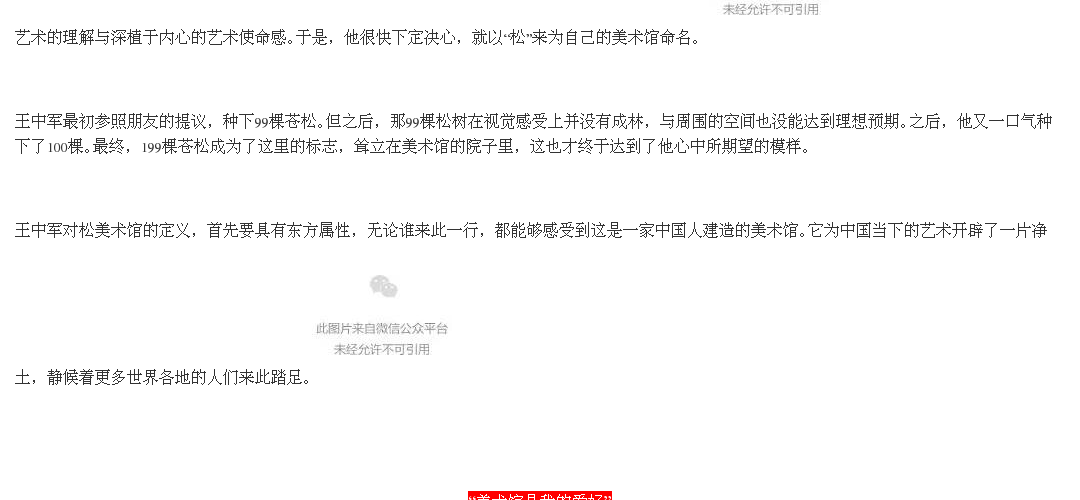 未经允许不可引用
艺术的理解与深植于内心的艺术使命感。于是，他很快下定决心，就以“松”来为自己的美术馆命名。
王中军最初参照朋友的提议，种下99棵苍松。但之后，那99棵松树在视觉感受上并没有成林，与周围的空间也没能达到理想预期。之后，他又一口气种
下了100棵。最终，199棵苍松成为了这里的标志，耸立在美术馆的院子里，这也才终于达到了他心中所期望的模样。
王中军对松美术馆的定义，首先要具有东方属性，无论谁来此一行，都能够感受到这是一家中国人建造的美术馆。它为中国当下的艺术开辟了一片净
此图片来自微信公众平台
未经允许不可引用
土，静候着更多世界各地的人们来此踏足。
“美术馆是我的爱好”